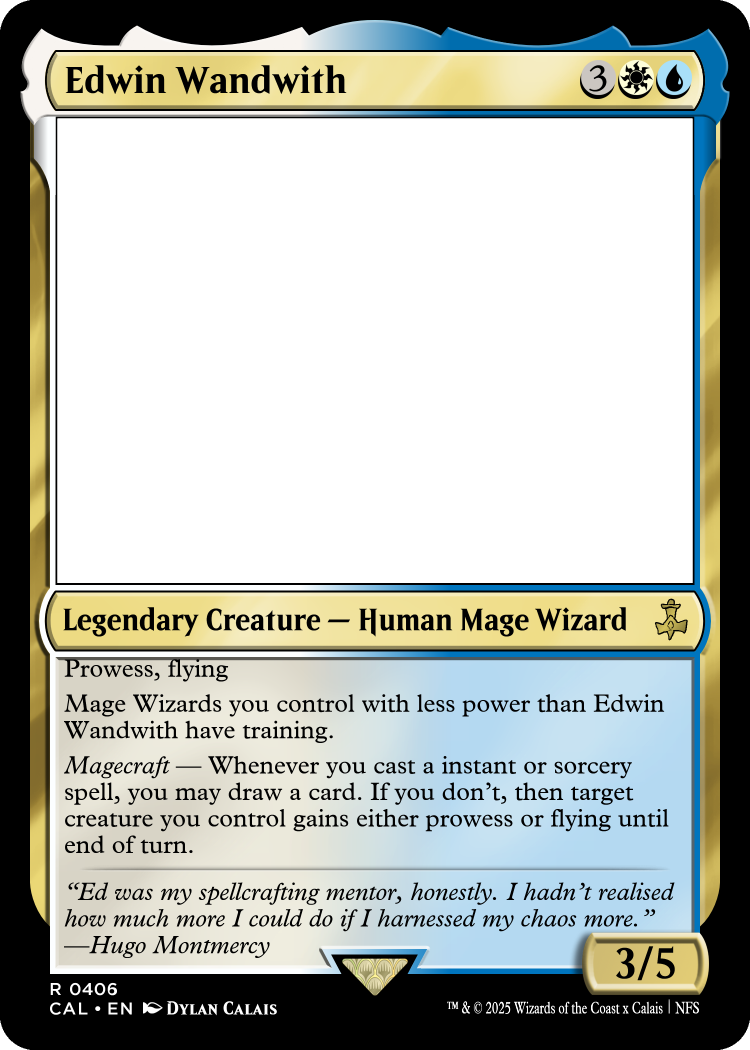 Edwin Wandwith 3
Legendary Creature — Human Mage Wizard
Prowess, flying
Mage Wizards you control with less power than Edwin
Wandwith have training.
Magecraft — Whenever you cast a instant or sorcery
spell, you may draw a card. If you don’t, then target
creature you control gains either prowess or flying until
end of turn.
“Ed was my spellcrafting mentor, honestly. I hadn’t realised
how much more I could do if I harnessed my chaos more.”
—Hugo Montmercy
3/5
R 0406
CAL • EN Dylan Calais
™ & © 2025 Wizards of the Coast x Calais | NFS